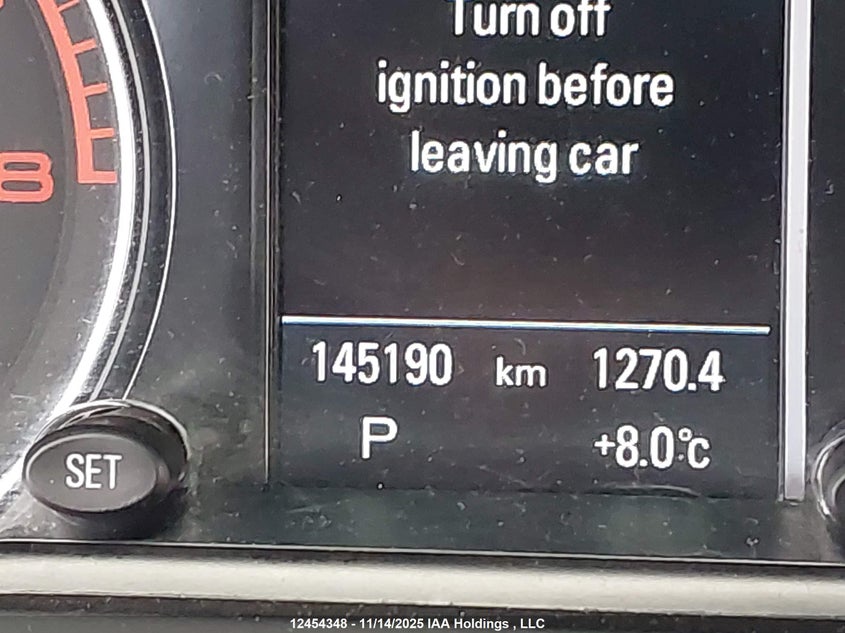 Turn off
ignition before
leaving car
8
145190 km 1270.4
P +8.0°C
SET
12454348 - 11/14/2025 IAA Holdings , LLC